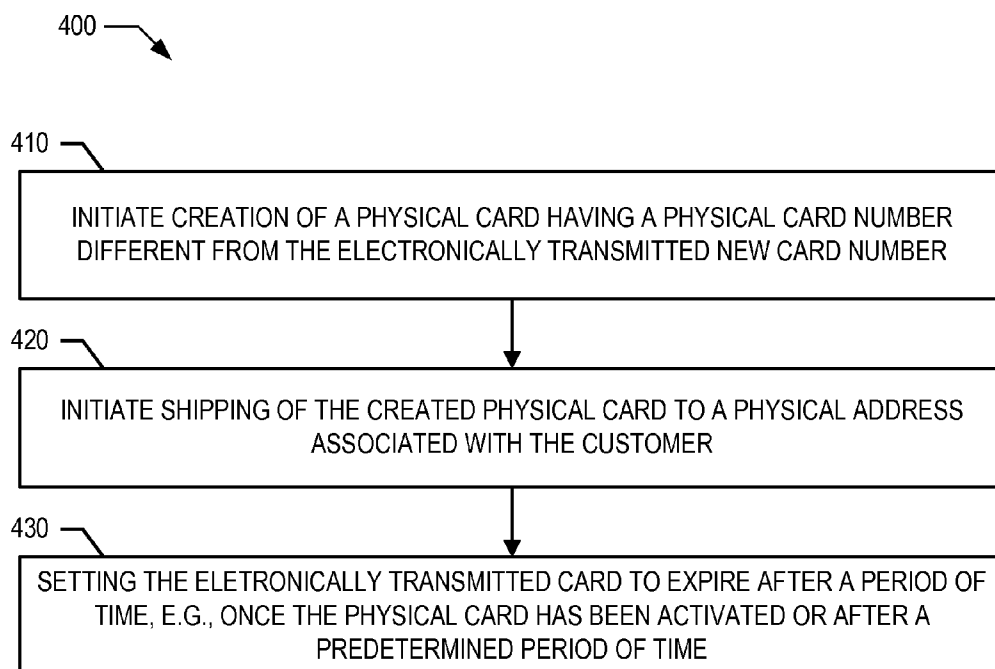 400
410
INITIATE CREATION OF A PHYSICAL CARD HAVING A PHYSICAL CARD NUMBER
DIFFERENT FROM THE ELECTRONICALLY TRANSMITTED NEW CARD NUMBER
420
INITIATE SHIPPING OF THE CREATED PHYSICAL CARD TO A PHYSICAL ADDRESS
ASSOCIATED WITH THE CUSTOMER
430
SETTING THE ELETRONICALLY TRANSMITTED CARD TO EXPIRE AFTER A PERIOD OF
TIME, E.G., ONCE THE PHYSICAL CARD HAS BEEN ACTIVATED OR AFTER A
PREDETERMINED PERIOD OF TIME